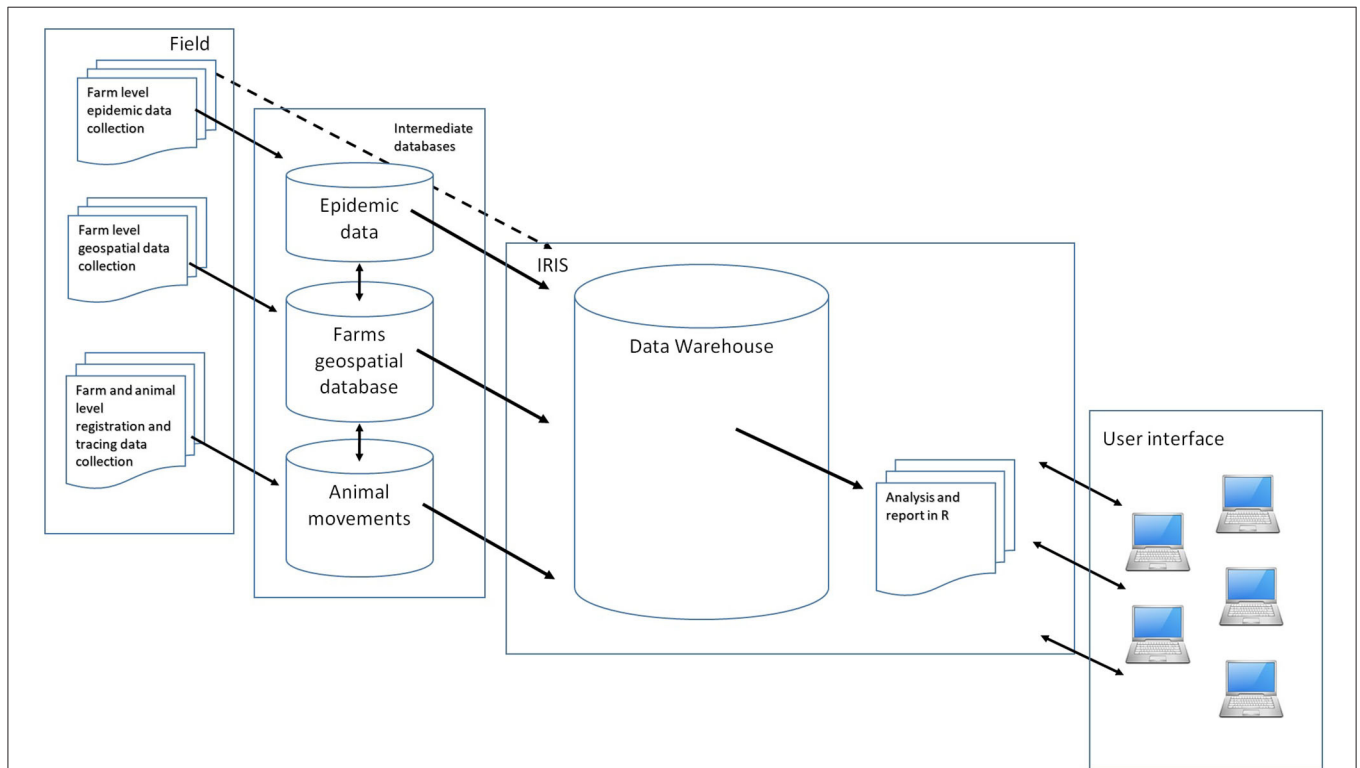 Field
Farm level
epidemic data
collection
Farm level
geospatial data
collection
Farm and animal
level
registration and
tracing data
collection
Intermediate
databases
Epidemic
data
Farms
geospatial
database
Animal
movements
IRIS
Data Warehouse
Analysis and
report in R
User interface